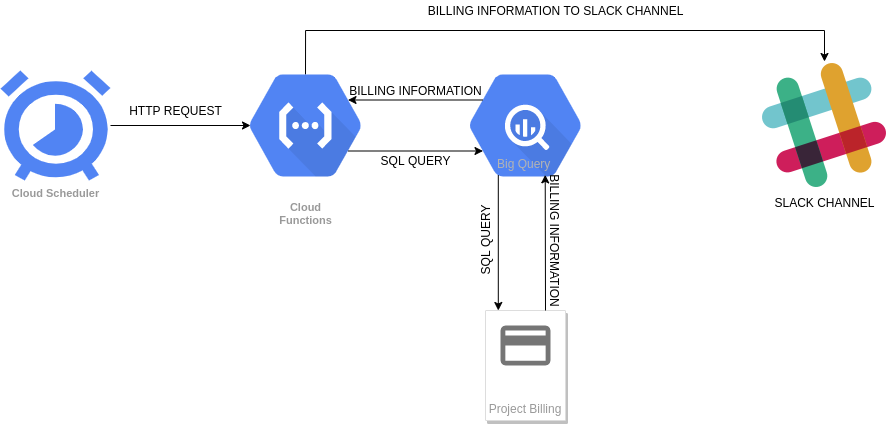 BILLING INFORMATION TO SLACK CHANNEL
HTTP REQUEST
BILLING INFORMATION
SQL QUERY
Big Query
Cloud Scheduler
Cloud
Functions
SLACK CHANNEL
SQL QUERY
BILLING INFORMATION
Project Billing